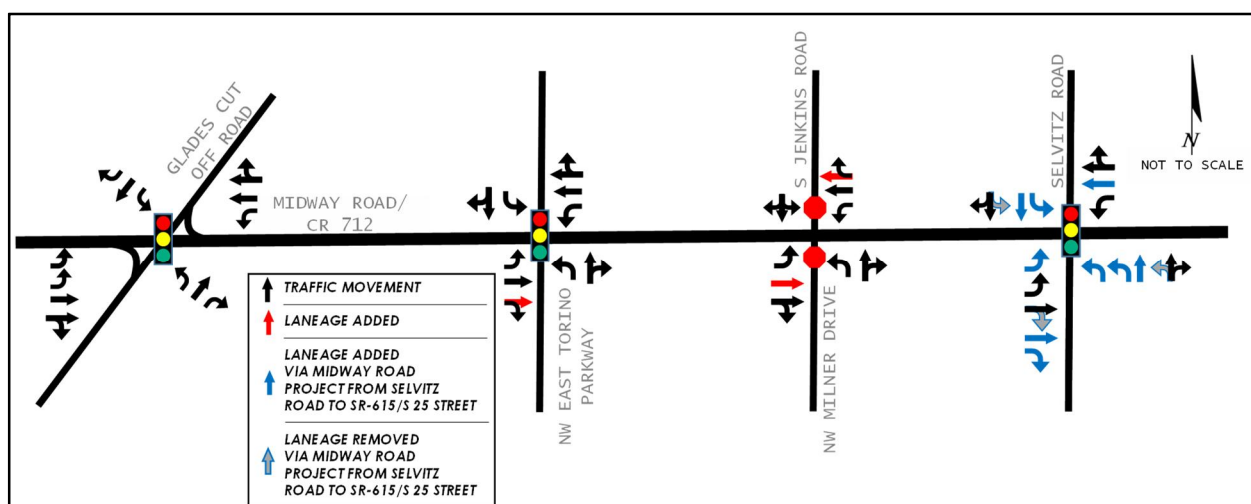 GLADES CUT
OFF ROAD
MIDWAY ROAD/
CR 712
NW EAST TORINO
PARKWAY
S JENKINS ROAD
NW MILNER DRIVE
SELVITZ ROAD
N
NOT TO SCALE
TRAFFIC MOVEMENT
LANEAGE ADDED
LANEAGE ADDED
VIA MIDWAY ROAD
PROJECT FROM SELVITZ
ROAD TO SR-615/S 25 STREET
LANEAGE REMOVED
VIA MIDWAY ROAD
PROJECT FROM SELVITZ
ROAD TO SR-615/S 25 STREET